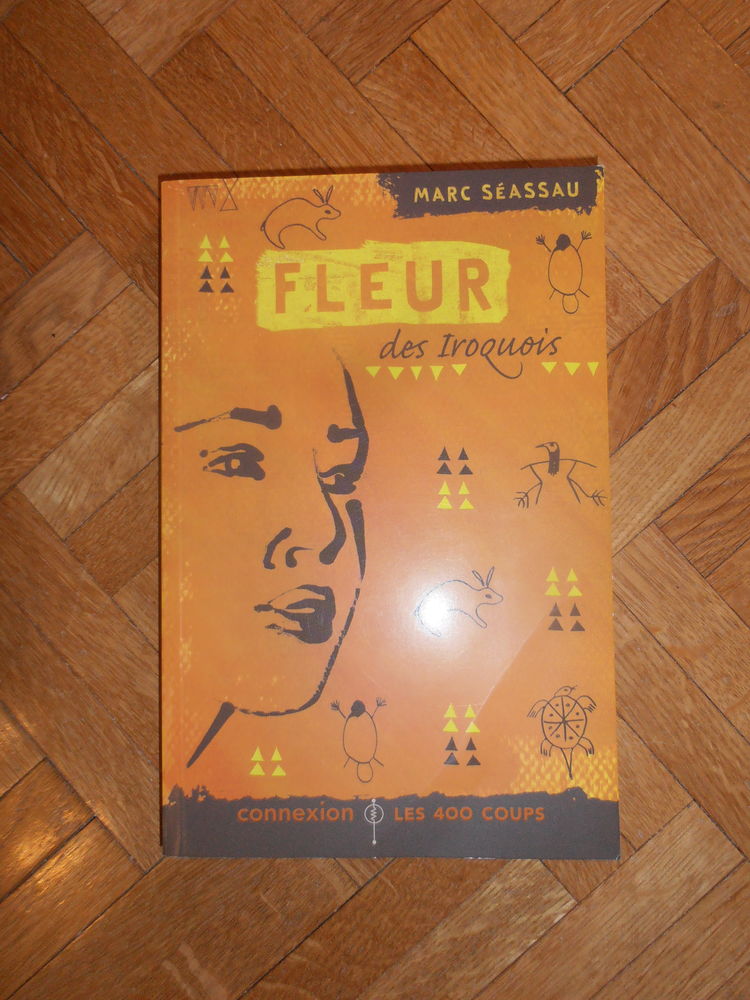 MARC SÉASSAU
FLEUR
des Iroquois
connexion LES 400 COUPS